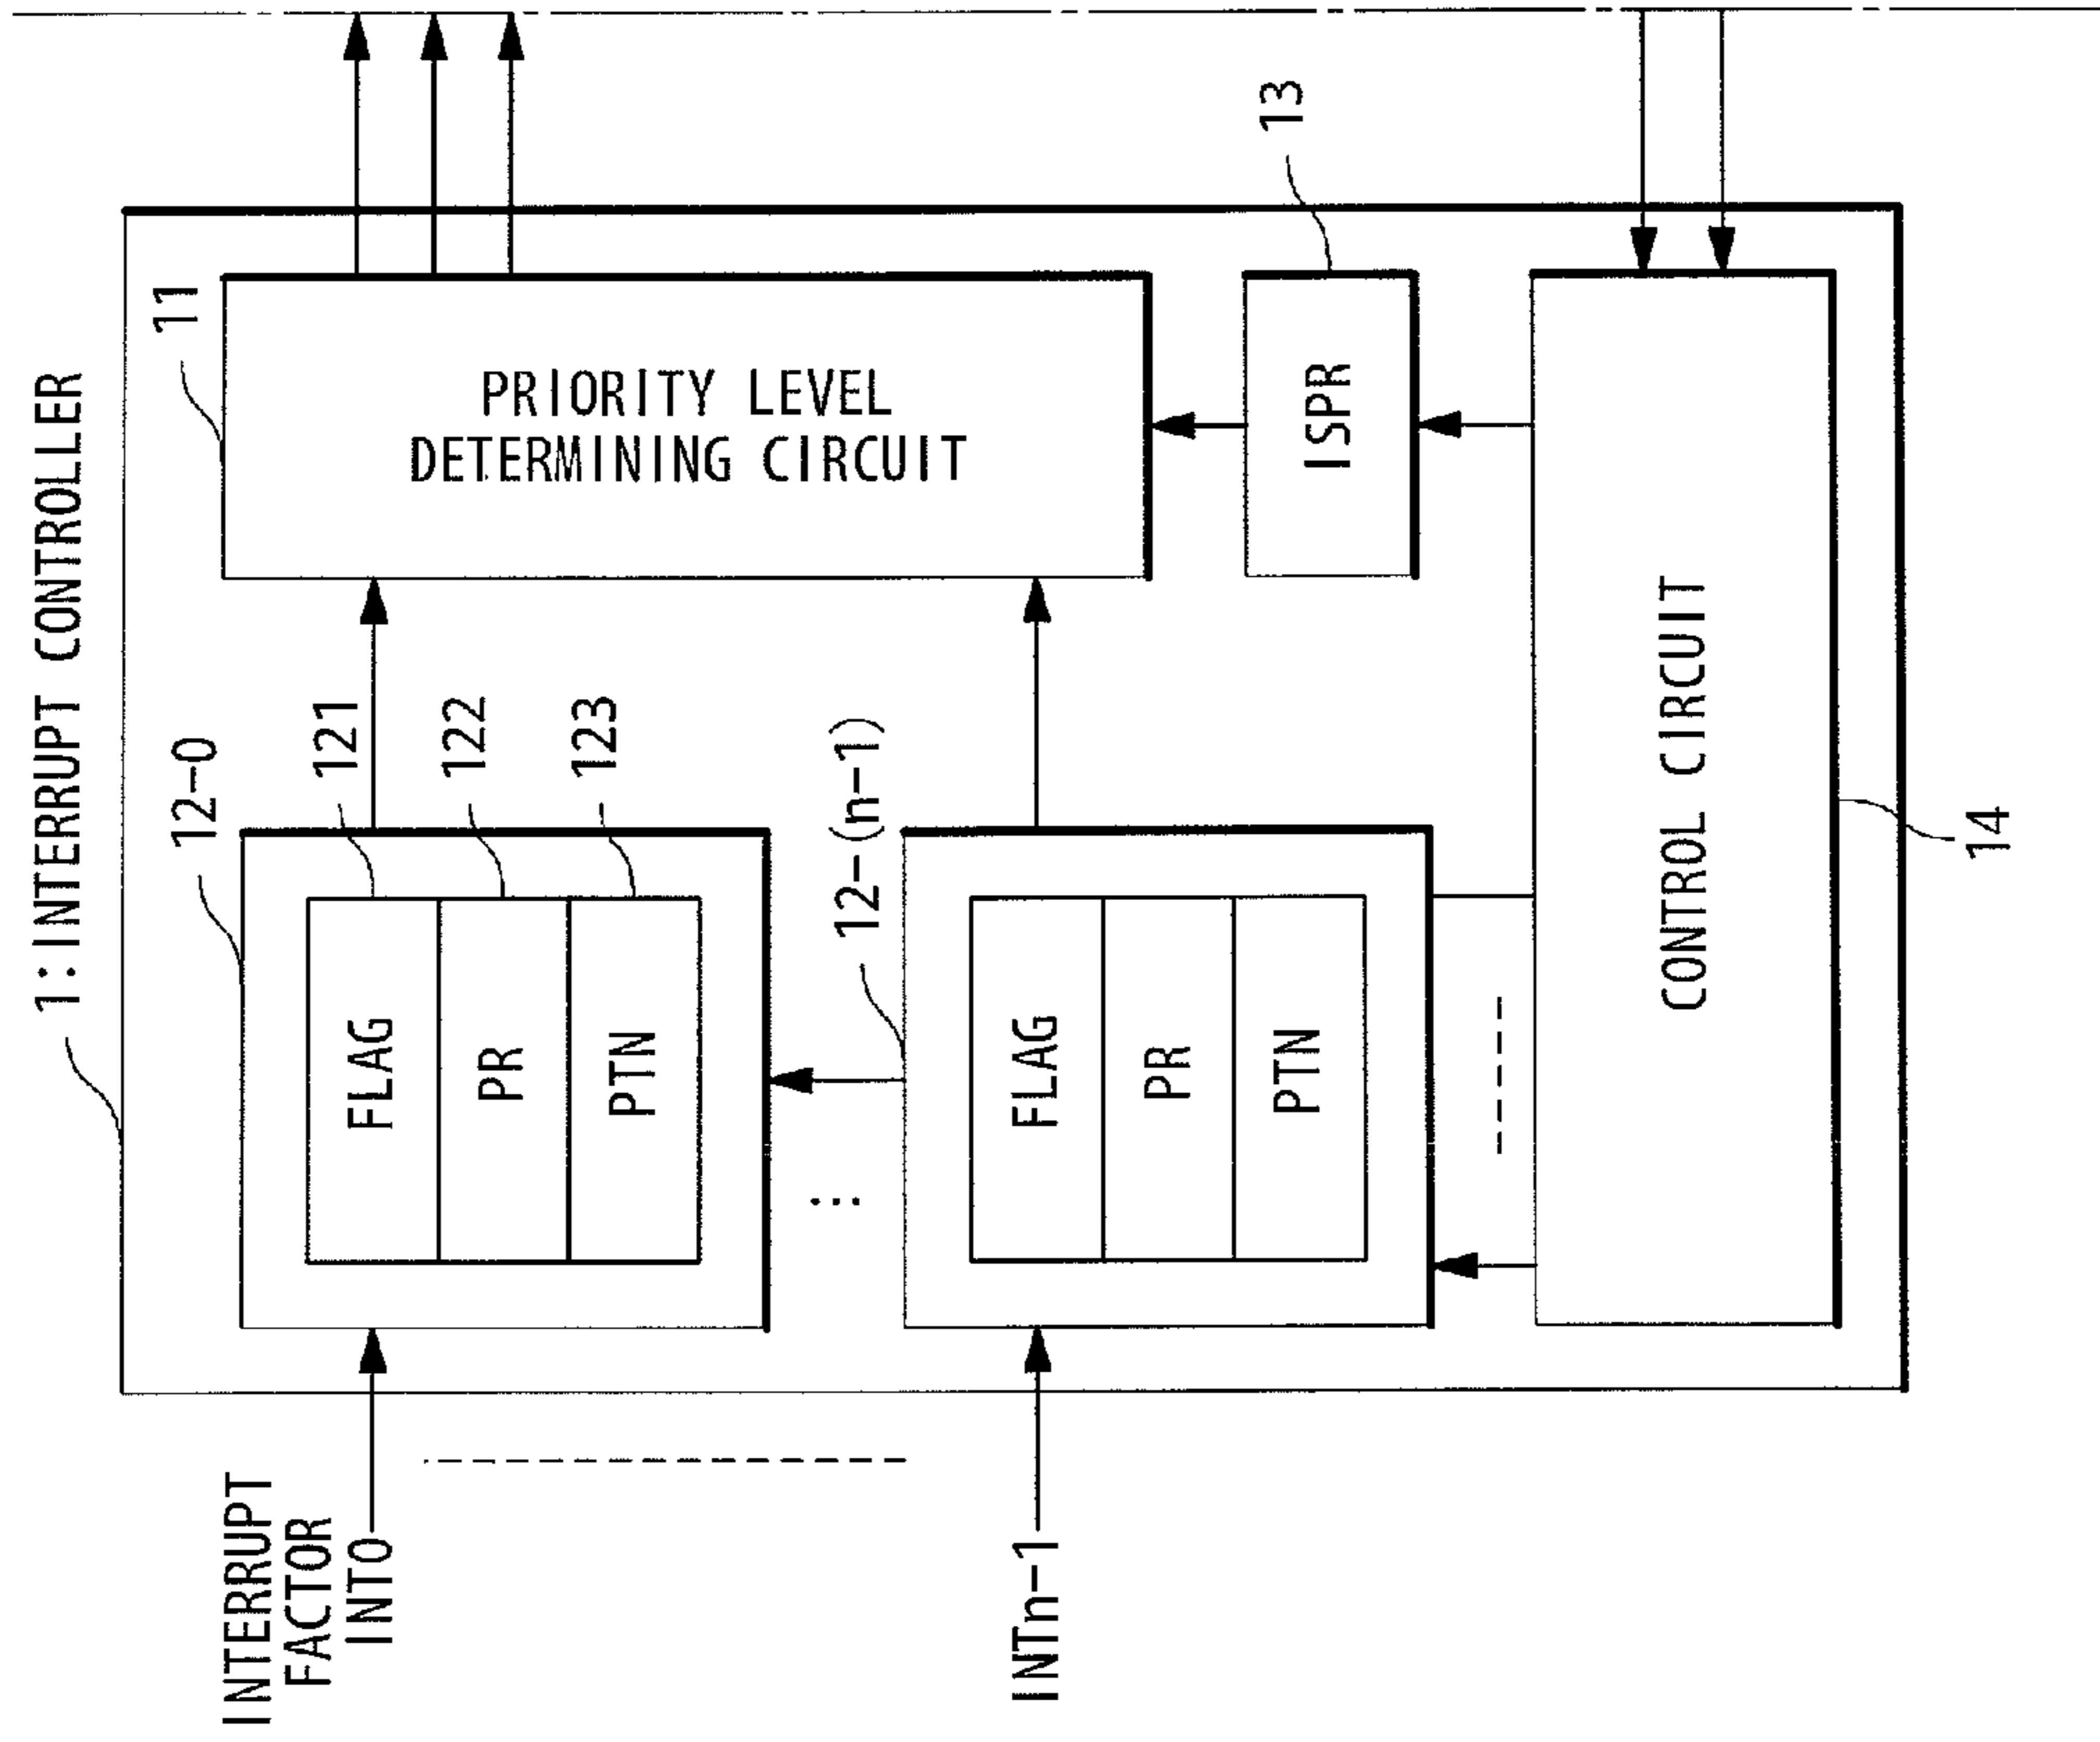 1:INTERRUPT CONTROLLER
11
PRIORITY LEVEL
DETERMINING CIRCUIT
13
ISPR
12-0
121
122
123
FLAG
PR
PTN
12-(n-1)
FLAG
PR
PTN
CONTROL CIRCUIT
14
INTERRUPT
FACTOR
INT0
INTn-1